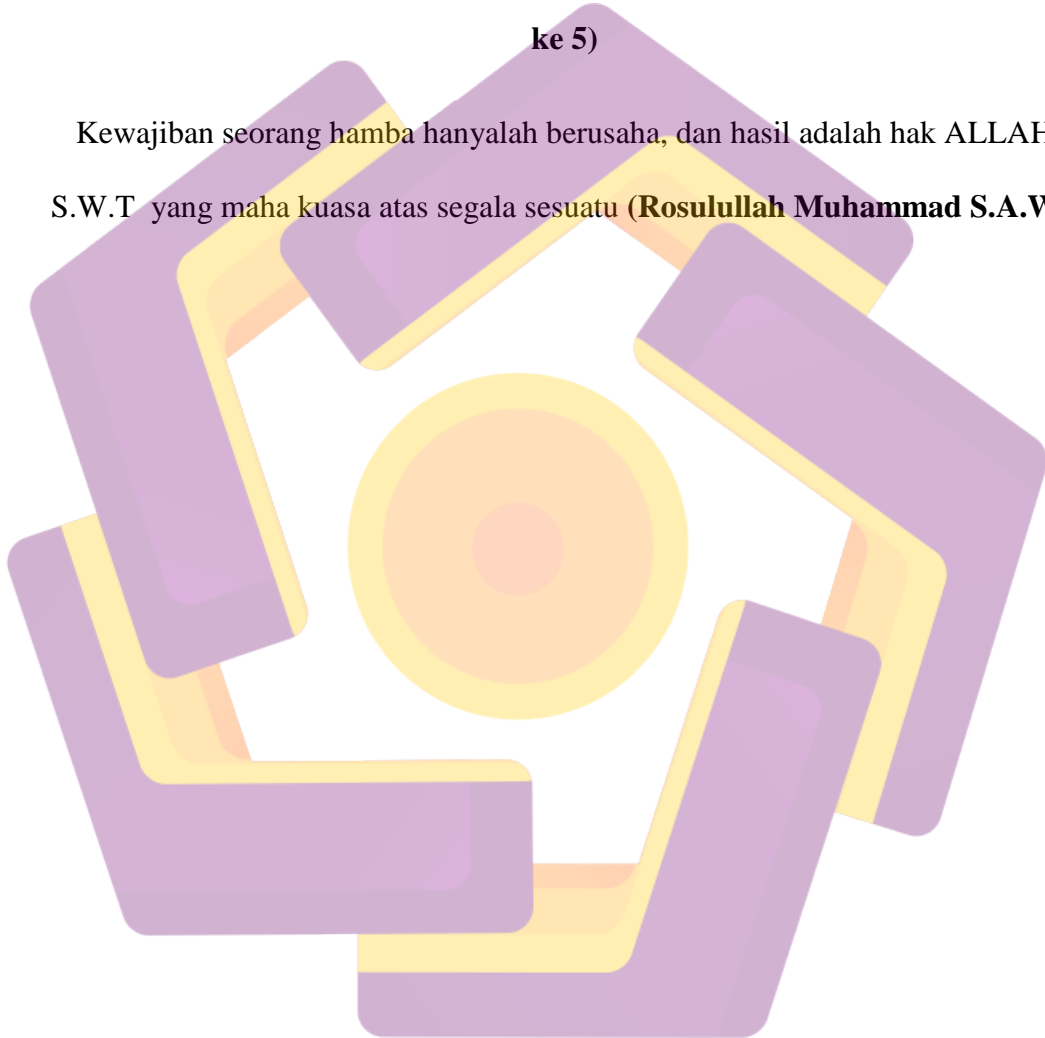 ke 5)
Kewajiban seorang hamba hanyalah berusaha, dan hasil adalah hak ALLAH
S.W.T yang maha kuasa atas segala sesuatu (Rosulullah Muhammad S.A.W